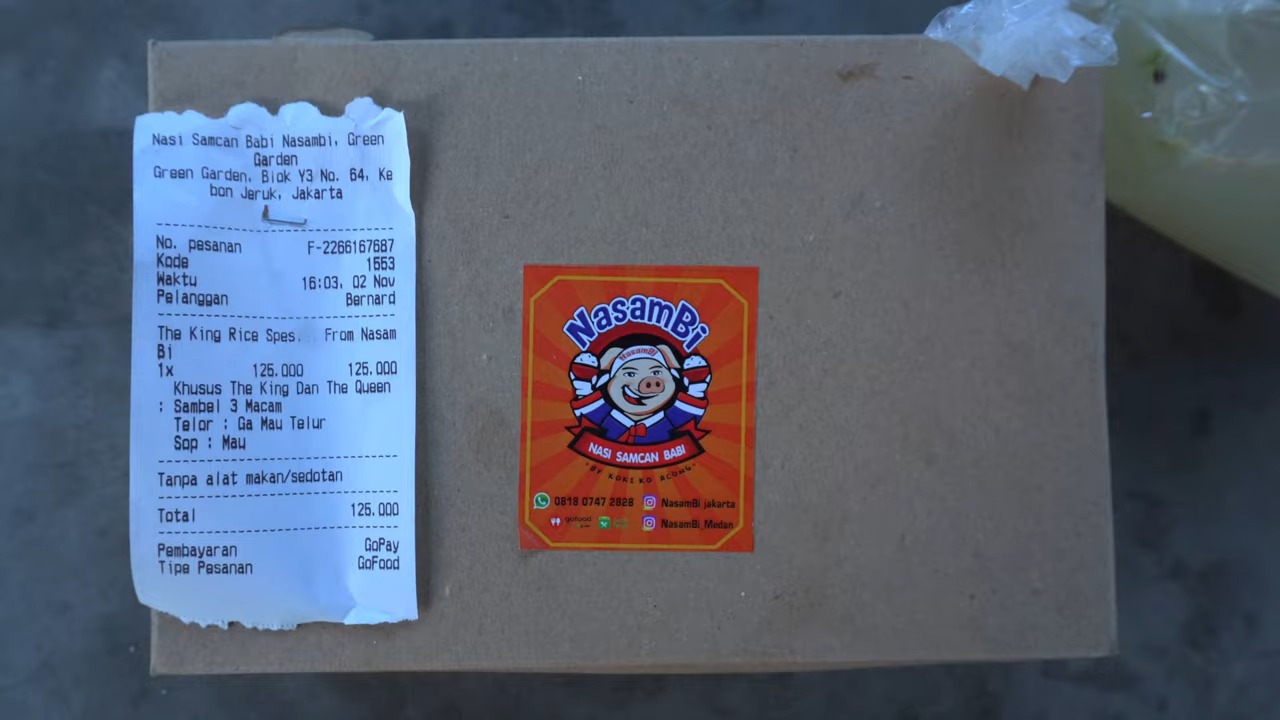 Nasi Samcan Babi Nasambi, Green
Garden
Green Garden, Blok Y3 No. 64, Ke
bon Jeruk, Jakarta
No. pesanan F-2266167687
Kode 1553
Waktu 16:03, 02 Nov
Pelanggan Bernard
The King Rice Spes. From Nasam
Bi
1x 125.000 125.000
Khusus The King Dan The Queen
: Sambel 3 Macam
Telor : Ga Mau Telur
Sop : Mau
Tanpa alat makan/sedotan
Total 125.000
Pembayaran GoPay
Tipe Pesanan GoFood
NasamBi
NasamBi
NASI SAMCAN BABI
"BY KOKI KO ACONG"
0818 0747 2828 NasamBi jakarta
gofood NasamBi_Medan